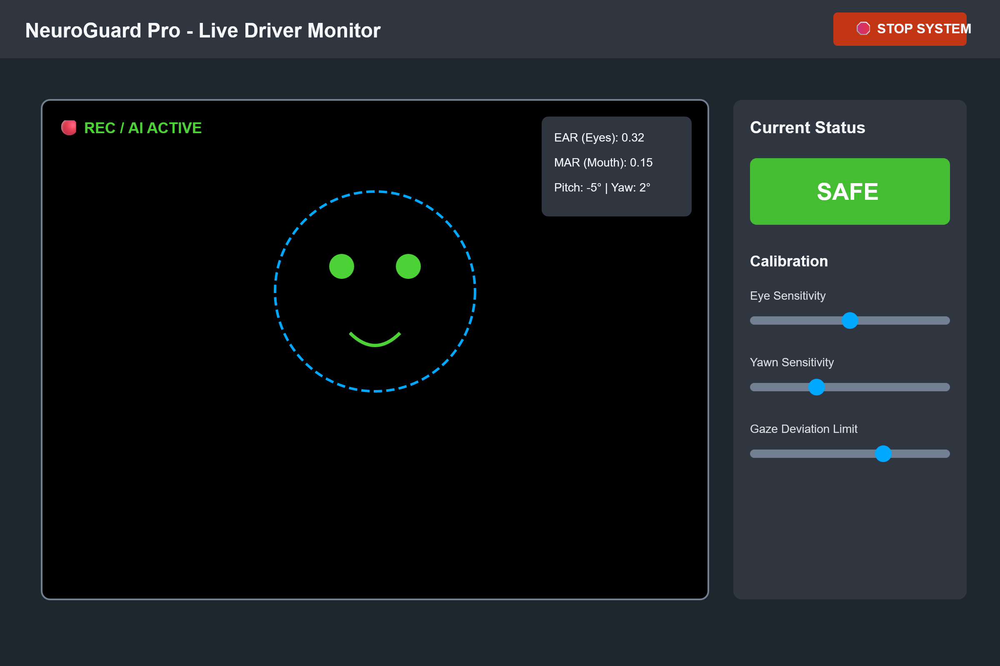 NeuroGuard Pro - Live Driver Monitor
STOP SYSTEM
REC / AI ACTIVE
EAR (Eyes): 0.32
MAR (Mouth): 0.15
Pitch: -5° | Yaw: 2°
Current Status
SAFE
Calibration
Eye Sensitivity
Yawn Sensitivity
Gaze Deviation Limit